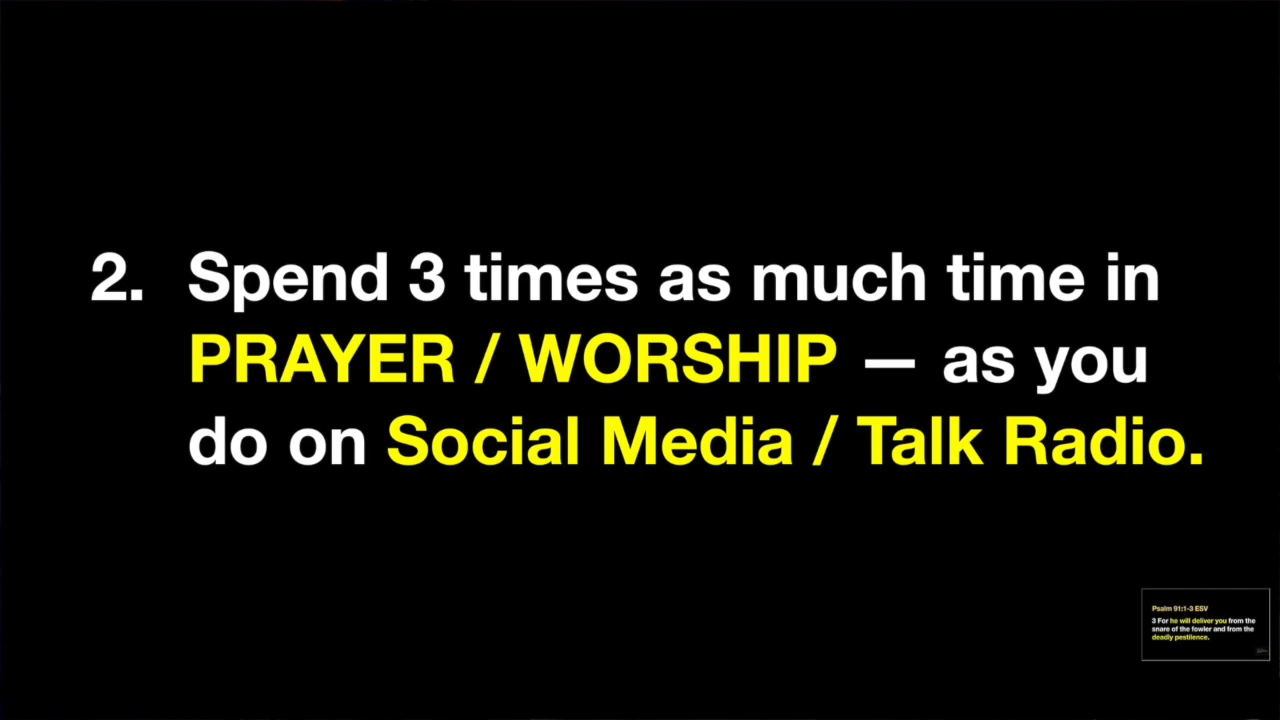 2. Spend 3 times as much time in
PRAYER / WORSHIP — as you
do on Social Media / Talk Radio.
Psalm 91:1-3 ESV
3 For he will deliver you from the
snare of the fowler and from the
deadly pestilence.